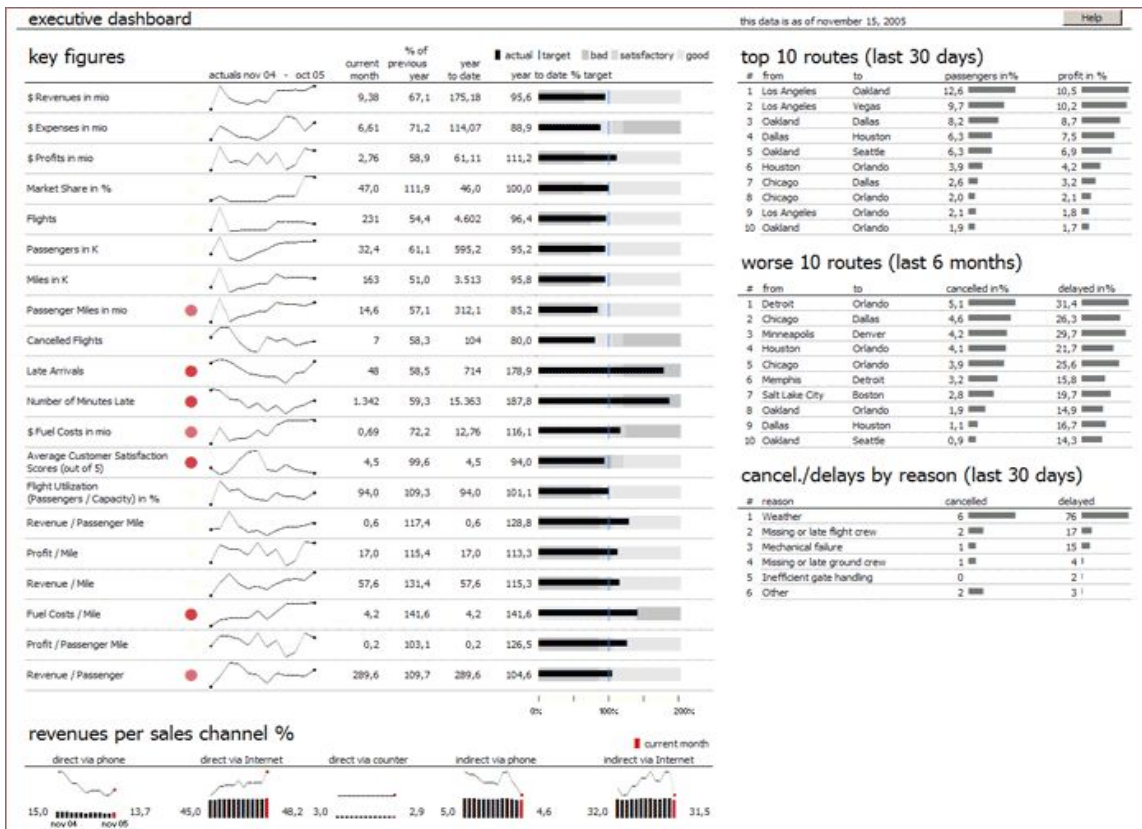 executive dashboard
this data is as of november 15, 2005
Help
key figures
actual target bad satisfactory good
actuals nov 04 - oct 05 current month % of previous year year to date year to date % target
$ Revenues in mio 9,38 67,1 175,18 95,6
$ Expenses in mio 6,61 71,2 114,07 88,9
$ Profits in mio 2,76 58,9 61,11 111,2
Market Share in % 47,0 111,9 46,0 100,0
Flights 231 54,4 4.602 96,4
Passengers in K 32,4 61,1 595,2 95,2
Miles in K 163 51,0 3.513 95,8
Passenger Miles in mio 14,6 57,1 312,1 85,2
Cancelled Flights 7 58,3 104 80,0
Late Arrivals 48 58,5 714 178,9
Number of Minutes Late 1.342 59,3 15.363 187,8
$ Fuel Costs in mio 0,69 72,2 12,76 116,1
Average Customer Satisfaction
Scores (out of 5) 4,5 99,6 4,5 94,0
Flight Utilization
(Passengers / Capacity) in % 94,0 109,3 94,0 101,1
Revenue / Passenger Mile 0,6 117,4 0,6 128,8
Profit / Mile 17,0 115,4 17,0 113,3
Revenue / Mile 57,6 131,4 57,6 115,3
Fuel Costs / Mile 4,2 141,6 4,2 141,6
Profit / Passenger Mile 0,2 103,1 0,2 126,5
Revenue / Passenger 289,6 109,7 289,6 104,6
0% 100% 200%
revenues per sales channel %
current month
direct via phone direct via Internet direct via counter indirect via phone indirect via Internet
15,0 13,7 45,0 48,2 3,0 2,9 5,0 4,6 32,0 31,5
nov 04 nov 05
top 10 routes (last 30 days)
# from to passengers in% profit in %
1 Los Angeles Oakland 12,6 10,5
2 Los Angeles Vegas 9,7 10,2
3 Oakland Dallas 8,2 8,7
4 Dallas Houston 6,3 7,5
5 Oakland Seattle 6,3 6,9
6 Houston Orlando 3,9 4,2
7 Chicago Dallas 2,6 3,2
8 Chicago Orlando 2,0 2,1
9 Los Angeles Orlando 2,1 1,8
10 Oakland Orlando 1,9 1,7
worse 10 routes (last 6 months)
# from to cancelled in% delayed in%
1 Detroit Orlando 5,1 31,4
2 Chicago Dallas 4,6 26,3
3 Minneapolis Denver 4,2 29,7
4 Houston Orlando 4,1 21,7
5 Chicago Orlando 3,9 25,6
6 Memphis Detroit 3,2 15,8
7 Salt Lake City Boston 2,8 19,7
8 Oakland Orlando 1,9 14,9
9 Dallas Houston 1,1 16,7
10 Oakland Seattle 0,9 14,3
cancel./delays by reason (last 30 days)
# reason cancelled delayed
1 Weather 6 76
2 Missing or late flight crew 2 17
3 Mechanical failure 1 15
4 Missing or late ground crew 1 4
5 Inefficient gate handling 0 2
6 Other 2 3